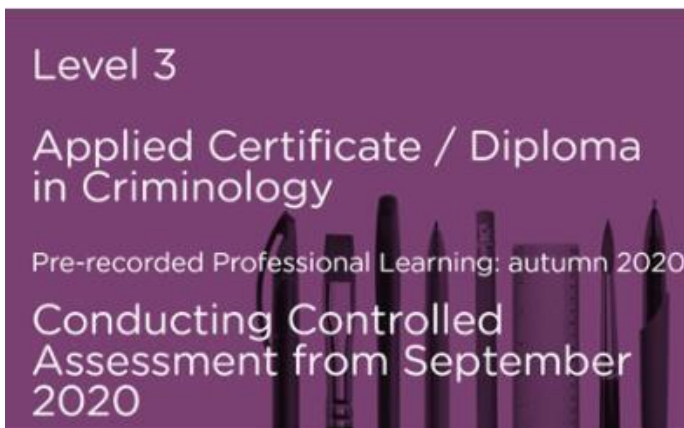 Level 3
Applied Certificate / Diploma
in Criminology
Pre-recorded Professional Learning: autumn 2020
Conducting Controlled
Assessment from September
2020